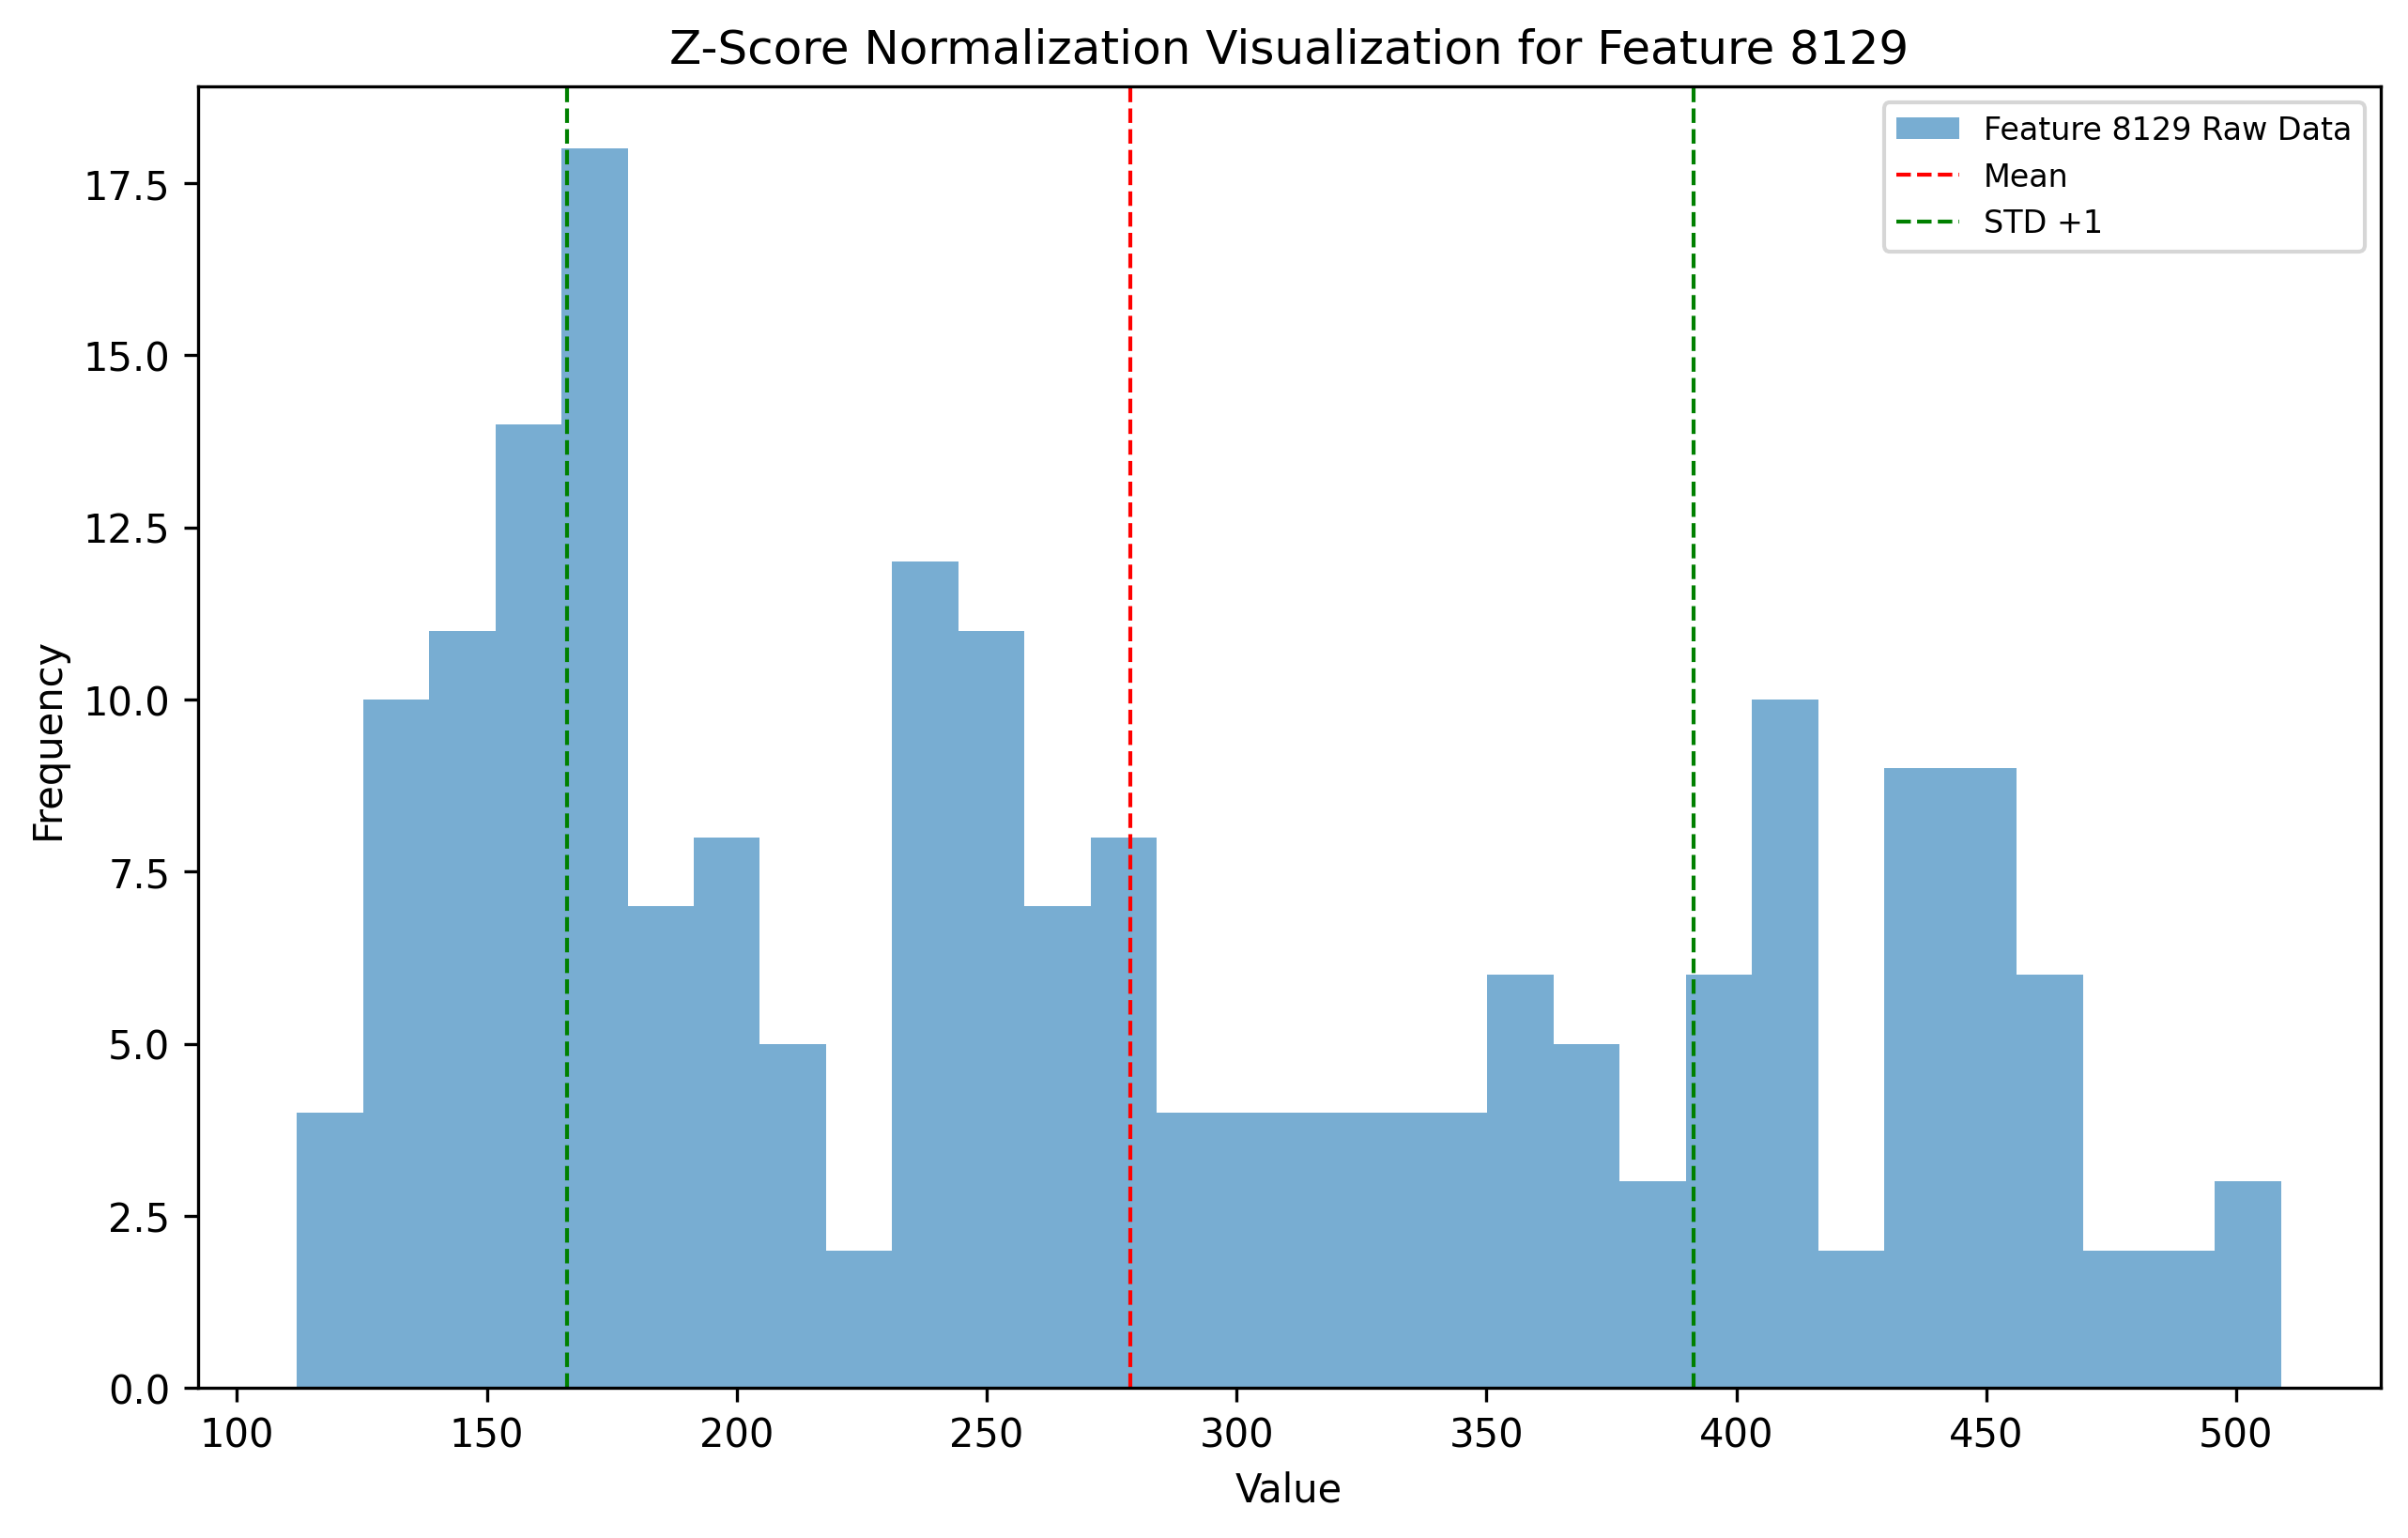 Z-Score Normalization Visualization for Feature 8129
Feature 8129 Raw Data
Mean
STD +1
Frequency
17.5
15.0
12.5
10.0
7.5
5.0
2.5
0.0
100 150 200 250 300 350 400 450 500
Value